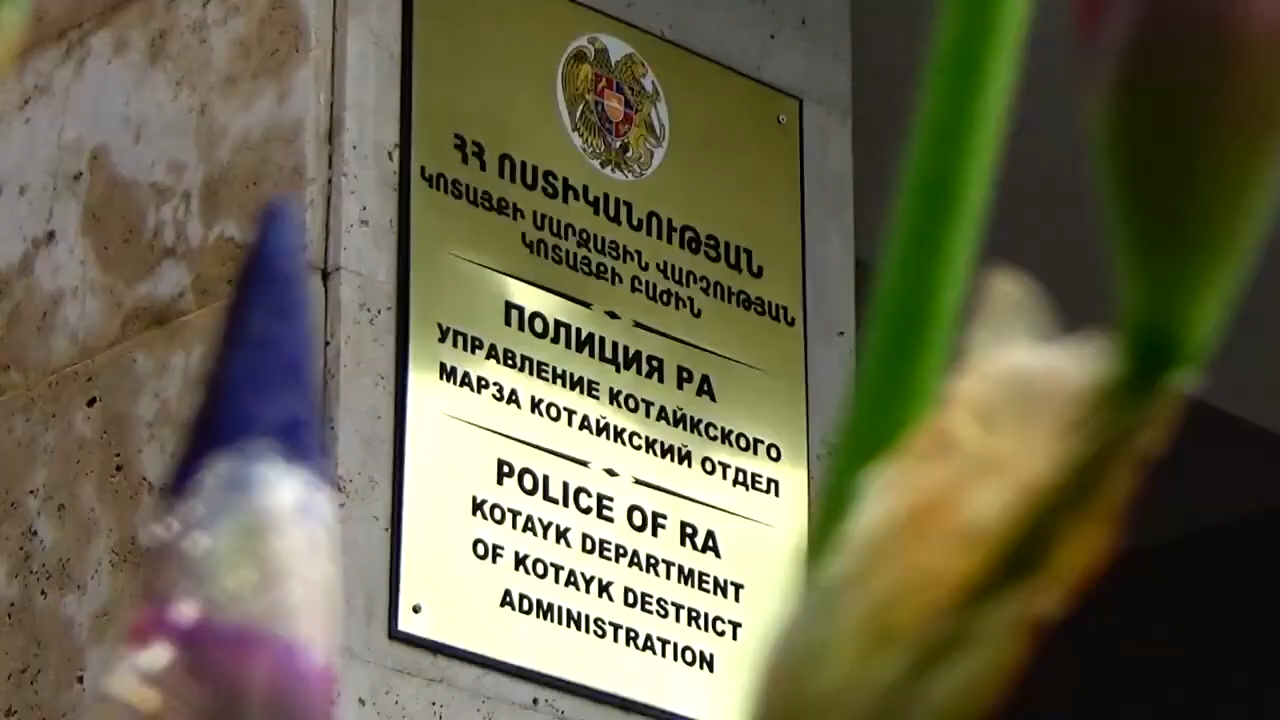 ՀՀ ՈՍՏԻԿԱՆՈՒԹՅԱՆ
ԿՈՏԱՅՔԻ ՄԱՐԶԱՅԻՆ ՎԱՐՉՈՒԹՅԱՆ
ԿՈՏԱՅՔԻ ԲԱԺԻՆ
ПОЛИЦИЯ РА
УПРАВЛЕНИЕ КОТАЙКСКОГО
МАРЗА КОТАЙКСКИЙ ОТДЕЛ
POLICE OF RA
KOTAYK DEPARTMENT
OF KOTAYK DESTRICT
ADMINISTRATION